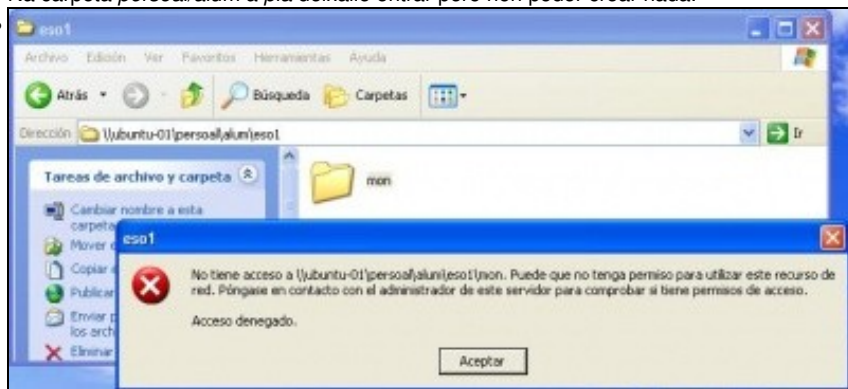 Na carpeta persoal/alum a pía deixalle entrar pero non poder crear nada.
eso1
Archivo Edición Ver Favoritos Herramientas Ayuda
Atrás Búsqueda Carpetas
Dirección \\ubuntu-01\persoal\alum\eso1 Ir
Tareas de archivo y carpeta
mon
Cambiar nombre a esta
carpeta
Mover
Copiar
Publicar
Enviar
los arch
Eliminar
eso1
No tiene acceso a \\ubuntu-01\persoal\alum\eso1\mon. Puede que no tenga permiso para utilizar este recurso de
red. Póngase en contacto con el administrador de este servidor para comprobar si tiene permisos de acceso.
Acceso denegado.
Aceptar